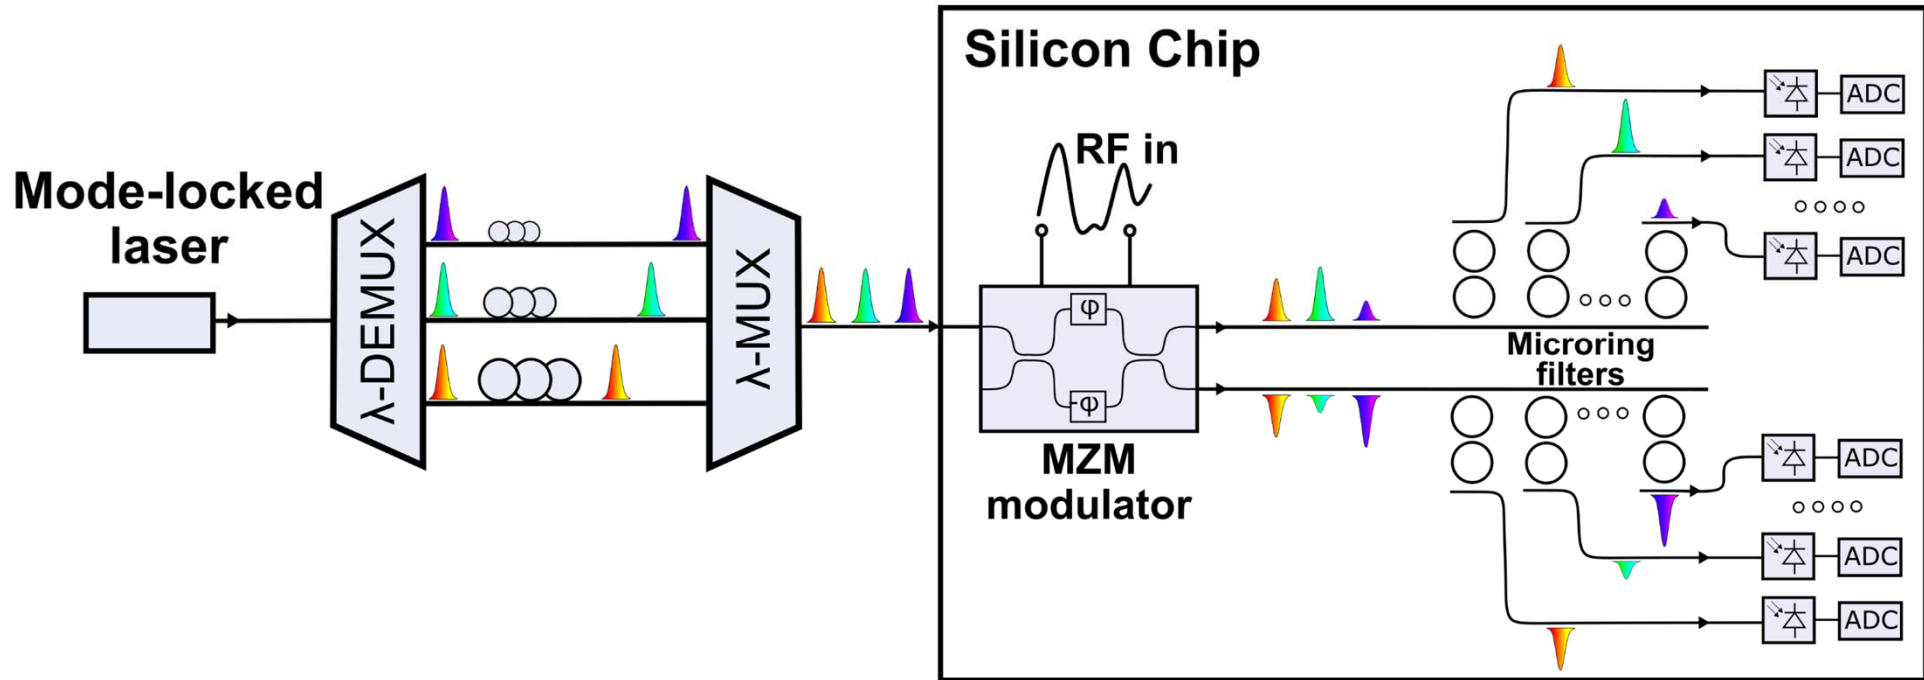 Silicon Chip
Mode-locked
laser
λ-DEMUX
λ-MUX
RF in
φ
-φ
MZM
modulator
Microring
filters
ADC
ADC
ADC
ADC
ADC
ADC